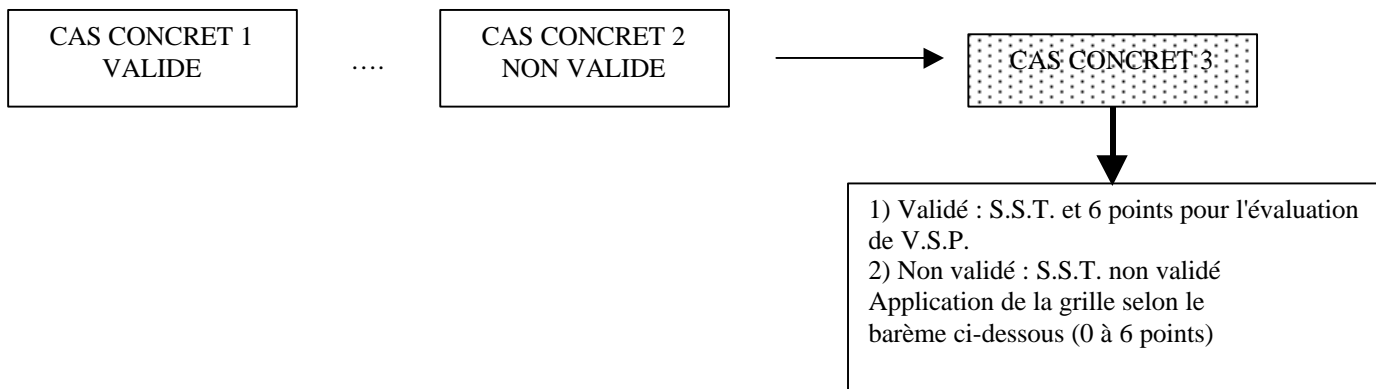 CAS CONCRET 1
VALIDE
....
CAS CONCRET 2
NON VALIDE
CAS CONCRET 3
1) Validé : S.S.T. et 6 points pour l'évaluation
de V.S.P.
2) Non validé : S.S.T. non validé
Application de la grille selon le
barème ci-dessous (0 à 6 points)